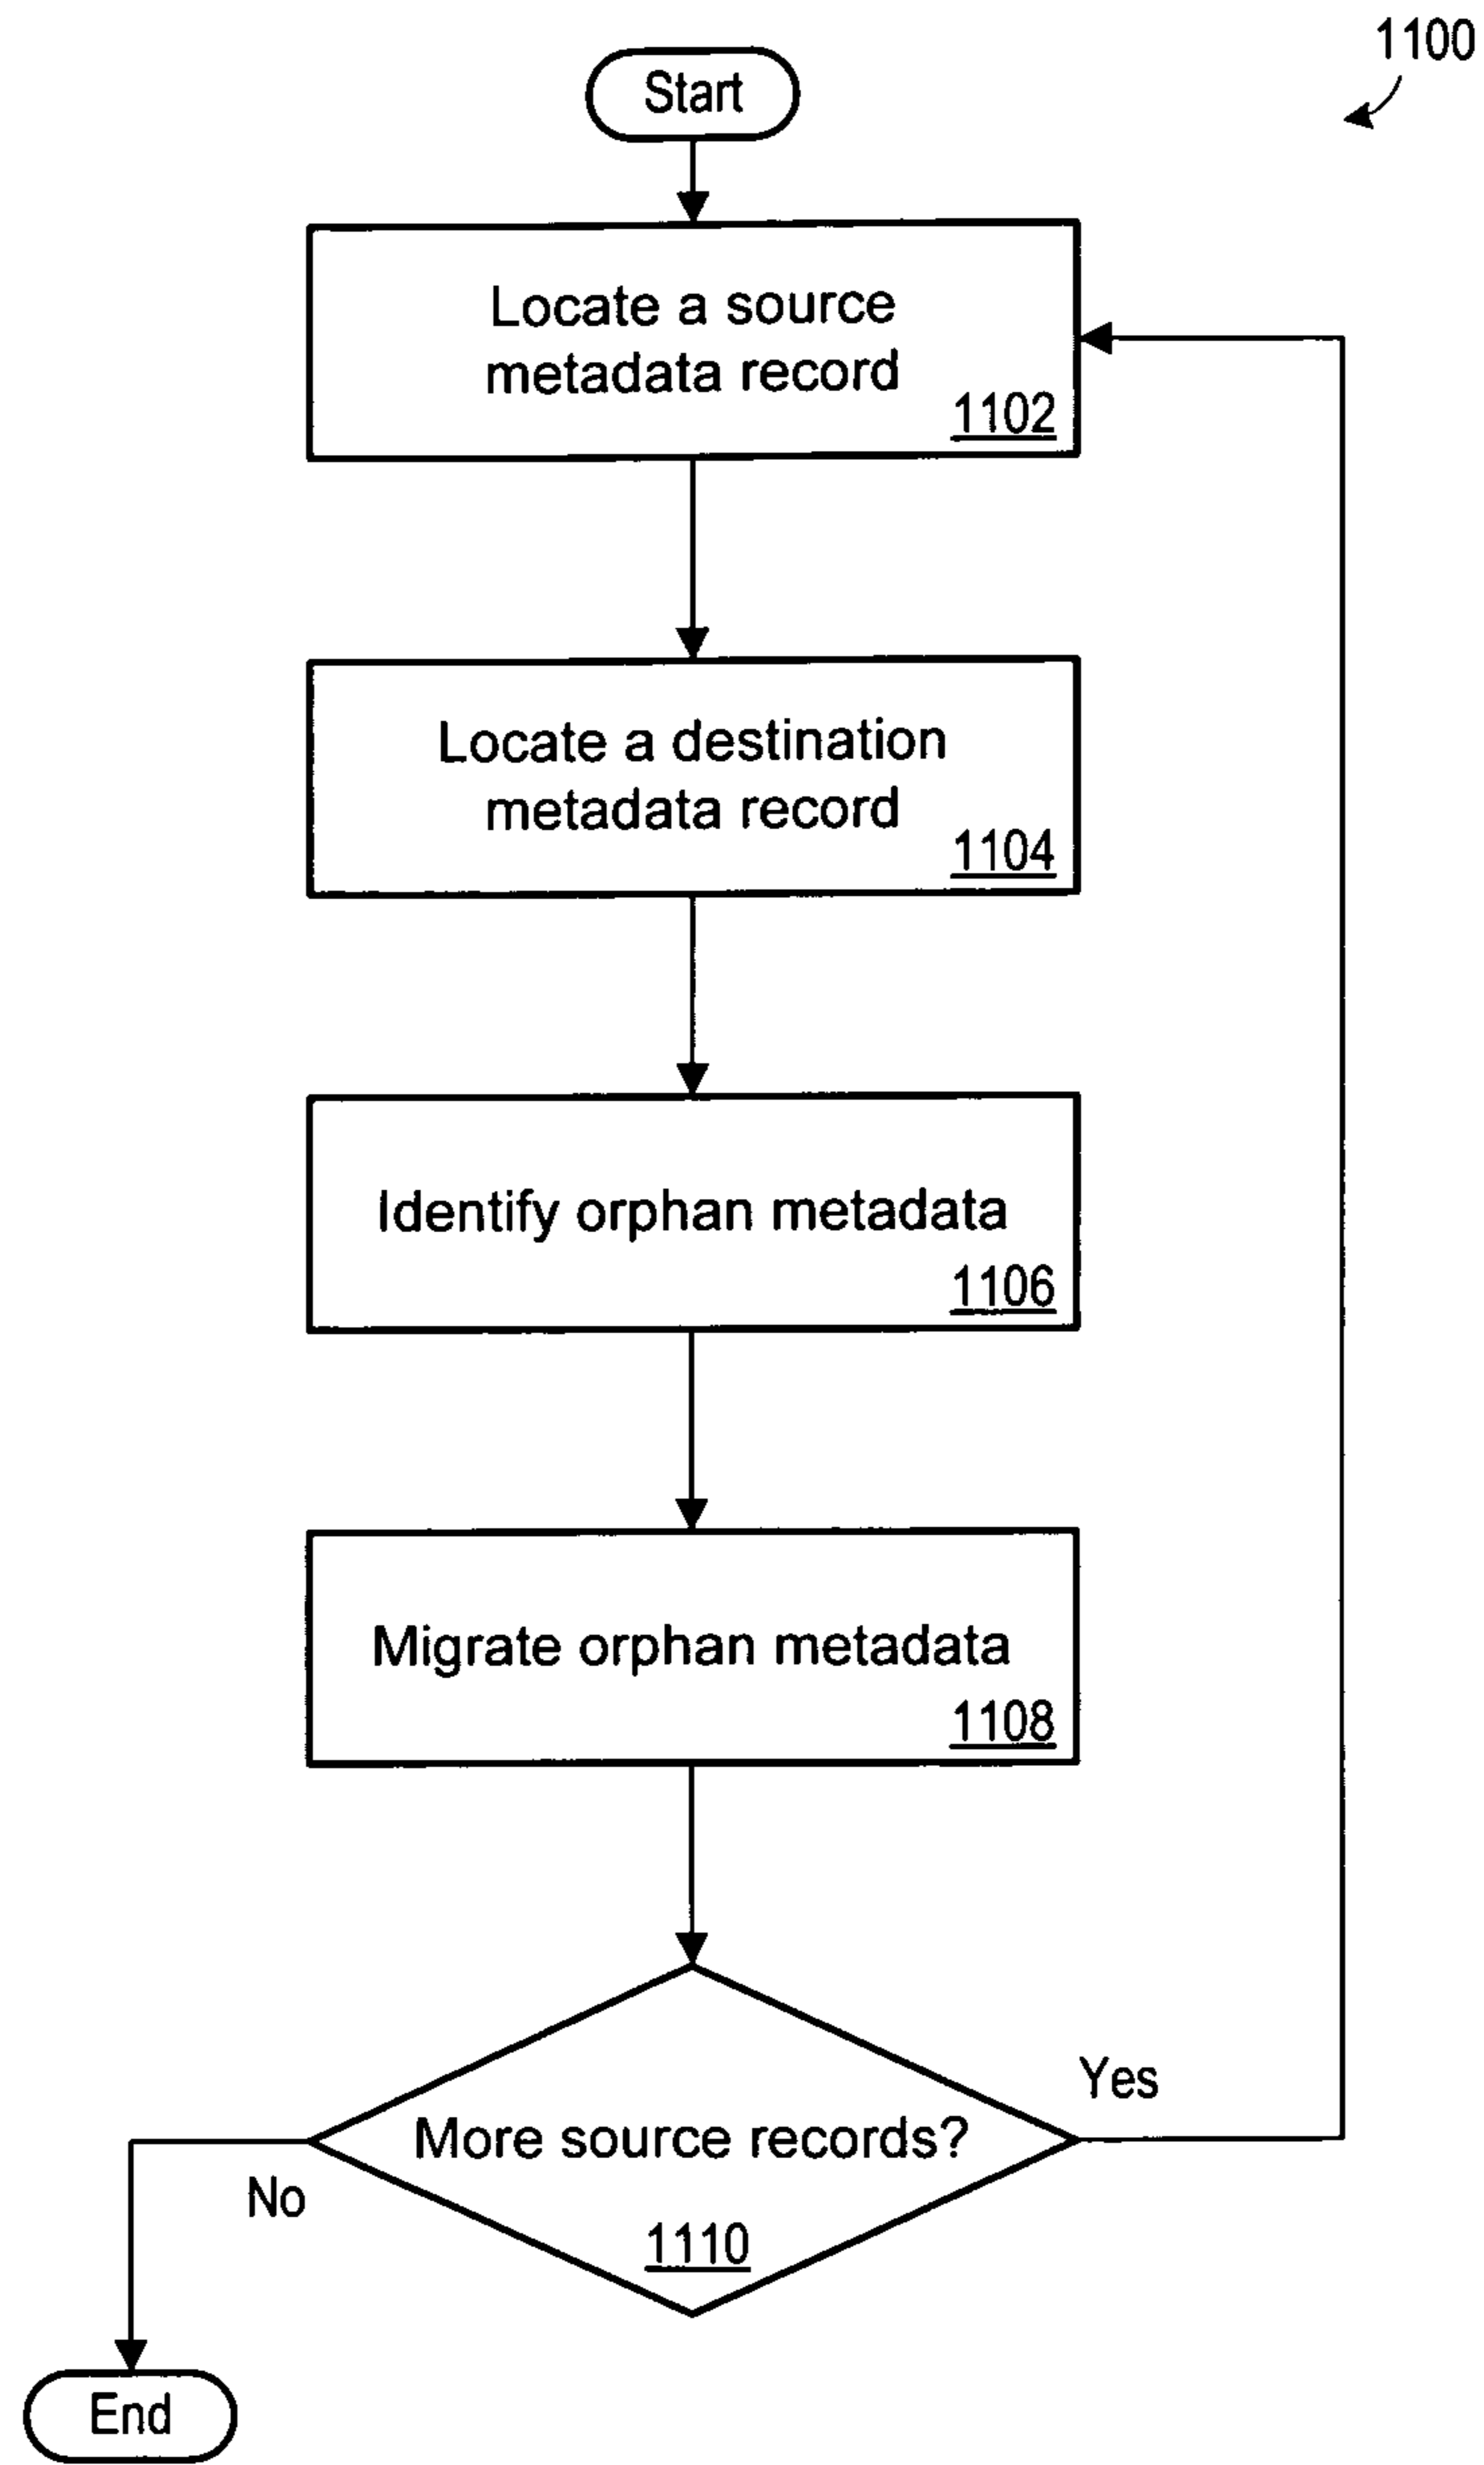 1100
Start
Locate a source
metadata record
1102
Locate a destination
metadata record
1104
Identify orphan metadata
1106
Migrate orphan metadata
1108
Yes
More source records?
No
1110
End